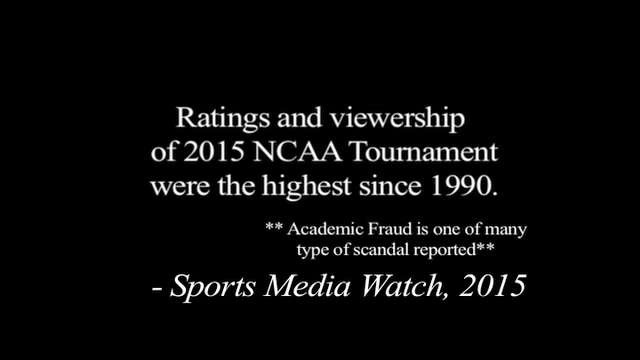 Ratings and viewership
of 2015 NCAA Tournament
were the highest since 1990.
** Academic Fraud is one of many
type of scandal reported**
- Sports Media Watch, 2015